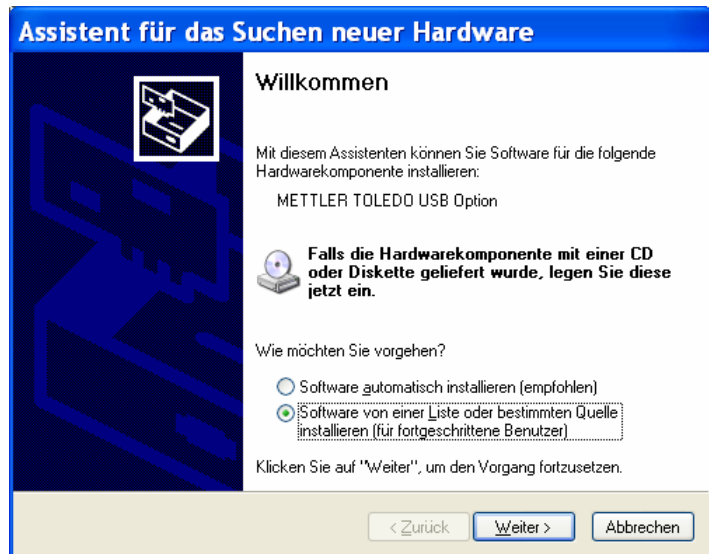 Assistent für das Suchen neuer Hardware
Willkommen
Mit diesem Assistenten können Sie Software für die folgende
Hardwarekomponente installieren:
METTLER TOLEDO USB Option
Falls die Hardwarekomponente mit einer CD
oder Diskette geliefert wurde, legen Sie diese
jetzt ein.
Wie möchten Sie vorgehen?
Software automatisch installieren (empfohlen)
Software von einer Liste oder bestimmten Quelle
installieren (für fortgeschrittene Benutzer)
Klicken Sie auf "Weiter", um den Vorgang fortzusetzen.
< Zurück Weiter > Abbrechen